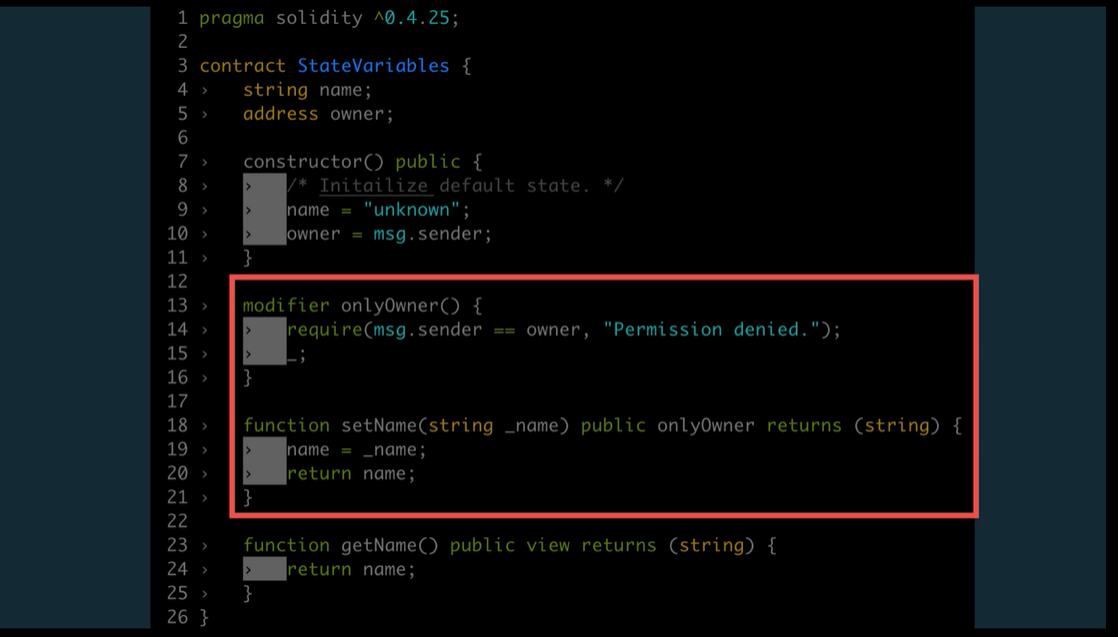 1 pragma solidity ^0.4.25;
2
3 contract StateVariables {
4 › string name;
5 › address owner;
6
7 › constructor() public {
8 › › /* Initailize default state. */
9 › › name = "unknown";
10 › › owner = msg.sender;
11 › }
12
13 › modifier onlyOwner() {
14 › › require(msg.sender == owner, "Permission denied.");
15 › › _;
16 › }
17
18 › function setName(string _name) public onlyOwner returns (string) {
19 › › name = _name;
20 › › return name;
21 › }
22
23 › function getName() public view returns (string) {
24 › › return name;
25 › }
26 }